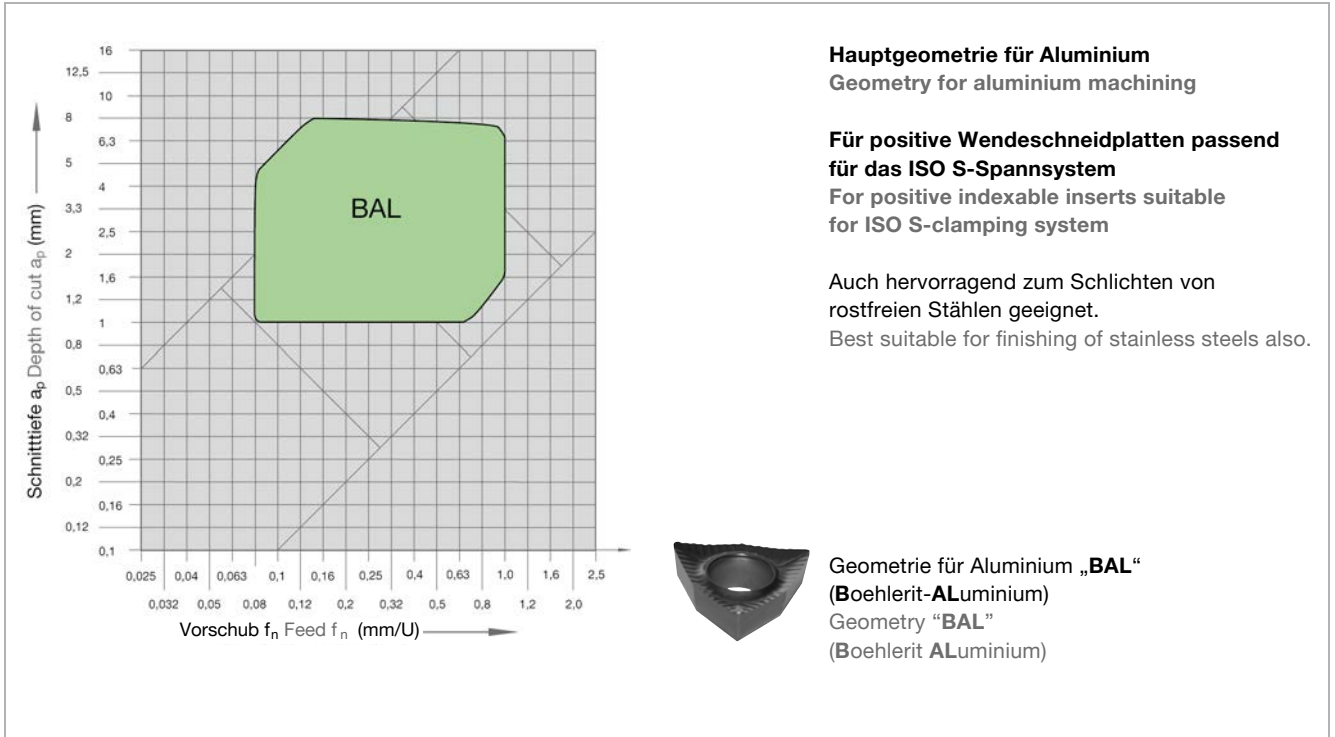 16
12,5
10
8
6,3
5
4
3,3
2,5
2
1,6
1,2
1
0,8
0,63
0,5
0,4
0,32
0,25
0,2
0,16
0,12
0,1
Schnitttiefe ap Depth of cut ap (mm)
BAL
0,025 0,04 0,063 0,1 0,16 0,25 0,4 0,63 1,0 1,6 2,5
0,032 0,05 0,08 0,12 0,2 0,32 0,5 0,8 1,2 2,0
Vorschub fn Feed fn (mm/U)
Hauptgeometrie für Aluminium
Geometry for aluminium machining
Für positive Wendeschneidplatten passend
für das ISO S-Spannsystem
For positive indexable inserts suitable
for ISO S-clamping system
Auch hervorragend zum Schlichten von
rostfreien Stählen geeignet.
Best suitable for finishing of stainless steels also.
Geometrie für Aluminium „BAL“
(Boehlerit-ALuminium)
Geometry “BAL”
(Boehlerit ALuminium)